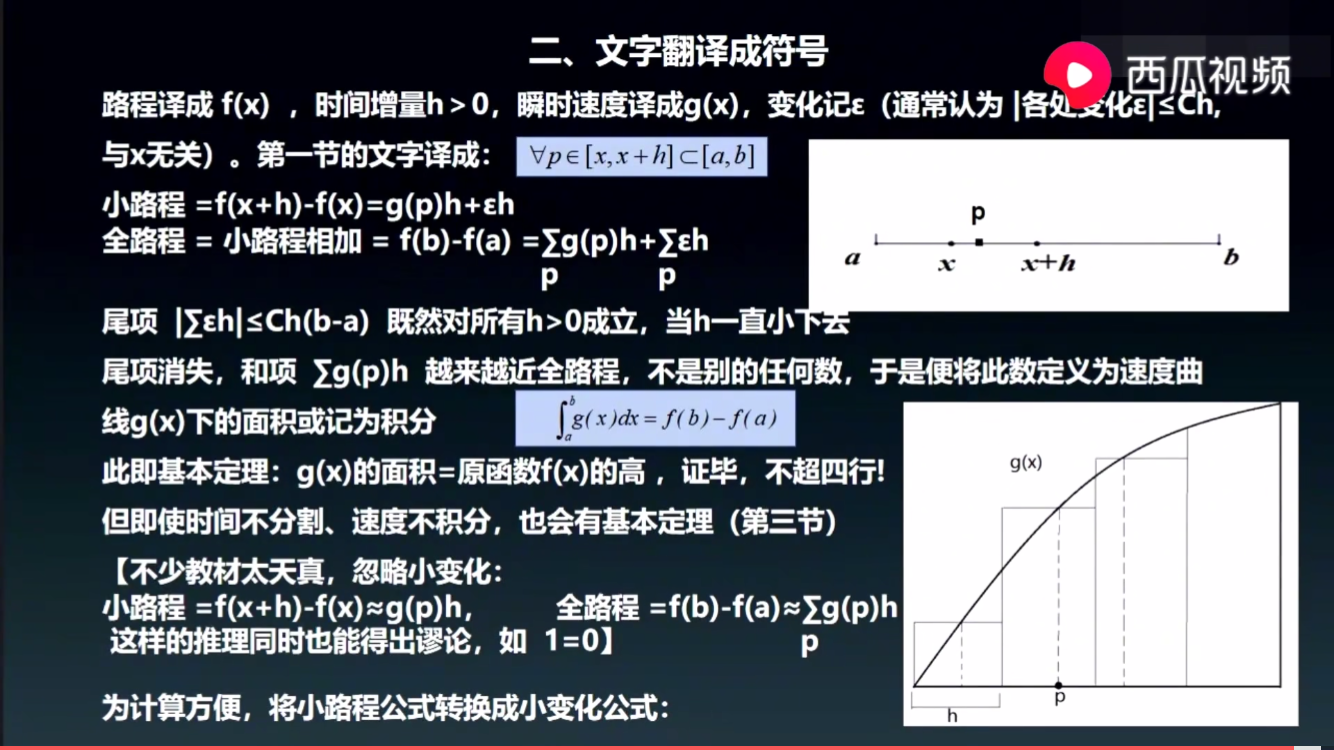 二、文字翻译成符号
西瓜视频
路程译成 f(x) ，时间增量h＞0，瞬时速度译成g(x)，变化记ε（通常认为 |各处变化ε|≤Ch,
与x无关）。第一节的文字译成： ∀p∈[x,x+h]⊂[a,b]
小路程 =f(x+h)-f(x)=g(p)h+εh
全路程 = 小路程相加 = f(b)-f(a) =∑g(p)h+∑εh
p p
p
a x x+h b
尾项 |∑εh|≤Ch(b-a) 既然对所有h>0成立，当h一直小下去
尾项消失，和项 ∑g(p)h 越来越近全路程，不是别的任何数，于是便将此数定义为速度曲
线g(x)下的面积或记为积分 ∫_a^b g(x)dx = f(b) − f(a)
此即基本定理：g(x)的面积=原函数f(x)的高 ，证毕，不超四行!
但即使时间不分割、速度不积分，也会有基本定理（第三节）
【不少教材太天真，忽略小变化：
小路程 =f(x+h)-f(x)≈g(p)h， 全路程 =f(b)-f(a)≈∑g(p)h
p
这样的推理同时也能得出谬论，如 1=0】
为计算方便，将小路程公式转换成小变化公式：
g(x)
p
h